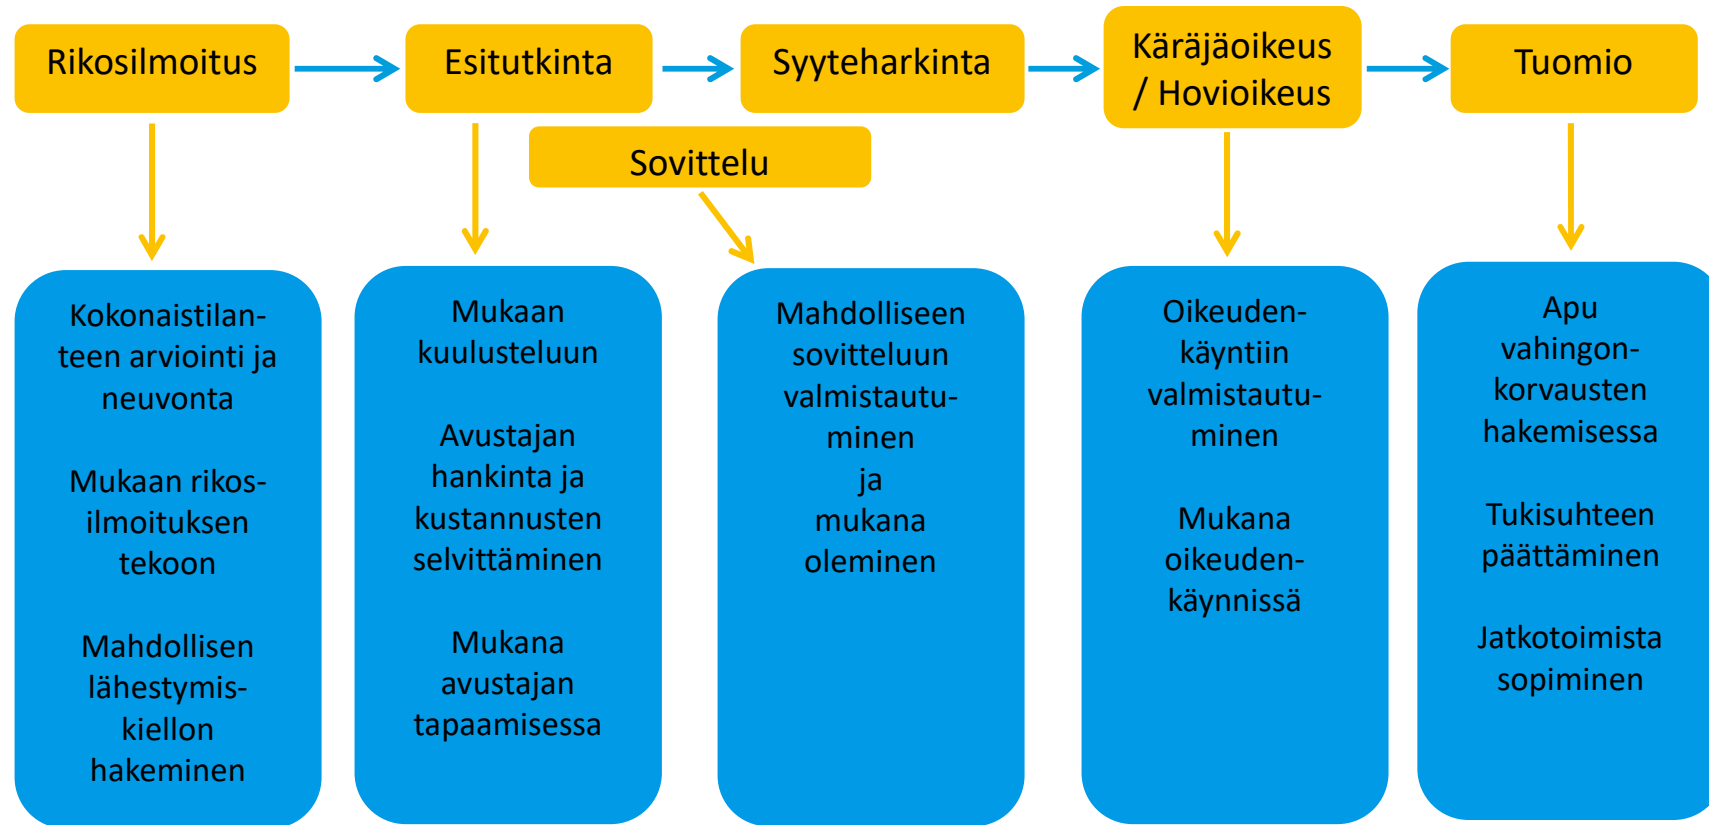 Rikosilmoitus
Esitutkinta
Syyteharkinta
Käräjäoikeus
/ Hovioikeus
Tuomio
Sovittelu
Kokonaistilan-
teen arviointi ja
neuvonta
Mukaan rikos-
ilmoituksen
tekoon
Mahdollisen
lähestymis-
kiellon
hakeminen
Mukaan
kuulusteluun
Avustajan
hankinta ja
kustannusten
selvittäminen
Mukana
avustajan
tapaamisessa
Mahdolliseen
sovitteluun
valmistautu-
minen
ja
mukana
oleminen
Oikeuden-
käyntiin
valmistautu-
minen
Mukana
oikeuden-
käynnissä
Apu
vahingon-
korvausten
hakemisessa
Tukisuhteen
päättäminen
Jatkotoimista
sopiminen